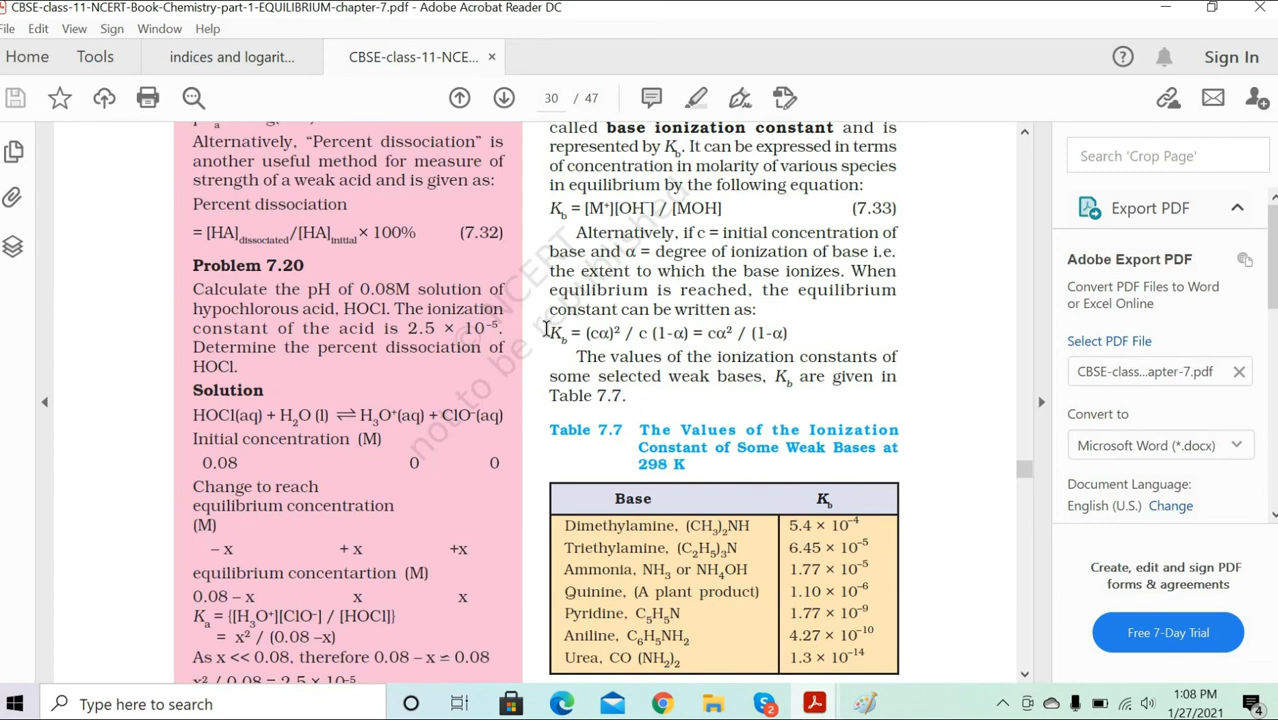 CBSE-class-11-NCERT-Book-Chemistry-part-1-EQUILIBRIUM-chapter-7.pdf - Adobe Acrobat Reader DC
File Edit View Sign Window Help
Home Tools indices and logarit... CBSE-class-11-NCE... ×
Sign In
30 / 47
Alternatively, “Percent dissociation” is
another useful method for measure of
strength of a weak acid and is given as:
Percent dissociation
= [HA]dissociated/[HA]initial × 100% (7.32)
Problem 7.20
Calculate the pH of 0.08M solution of
hypochlorous acid, HOCl. The ionization
constant of the acid is 2.5 × 10⁻⁵.
Determine the percent dissociation of
HOCl.
Solution
HOCl(aq) + H₂O (l) ⇌ H₃O⁺(aq) + ClO⁻(aq)
Initial concentration (M)
0.08 0 0
Change to reach
equilibrium concentration
(M)
– x + x +x
equilibrium concentartion (M)
0.08 – x x x
Kₐ = {[H₃O⁺][ClO⁻] / [HOCl]}
= x² / (0.08 –x)
As x << 0.08, therefore 0.08 – x ≃ 0.08
x² / 0.08 = 2.5 × 10⁻⁵
called base ionization constant and is
represented by Kb. It can be expressed in terms
of concentration in molarity of various species
in equilibrium by the following equation:
Kb = [M⁺][OH⁻] / [MOH] (7.33)
Alternatively, if c = initial concentration of
base and α = degree of ionization of base i.e.
the extent to which the base ionizes. When
equilibrium is reached, the equilibrium
constant can be written as:
Kb = (cα)² / c (1-α) = cα² / (1-α)
The values of the ionization constants of
some selected weak bases, Kb are given in
Table 7.7.
Table 7.7 The Values of the Ionization
Constant of Some Weak Bases at
298 K
Base Kb
Dimethylamine, (CH₃)₂NH 5.4 × 10⁻⁴
Triethylamine, (C₂H₅)₃N 6.45 × 10⁻⁵
Ammonia, NH₃ or NH₄OH 1.77 × 10⁻⁵
Quinine, (A plant product) 1.10 × 10⁻⁶
Pyridine, C₅H₅N 1.77 × 10⁻⁹
Aniline, C₆H₅NH₂ 4.27 × 10⁻¹⁰
Urea, CO (NH₂)₂ 1.3 × 10⁻¹⁴
© NCERT
not to be republished
Search 'Crop Page'
Export PDF
Adobe Export PDF
Convert PDF Files to Word
or Excel Online
Select PDF File
CBSE-class...apter-7.pdf ×
Convert to
Microsoft Word (*.docx)
Document Language:
English (U.S.) Change
Create, edit and sign PDF
forms & agreements
Free 7-Day Trial
Type here to search
2
1:08 PM
1/27/2021
4